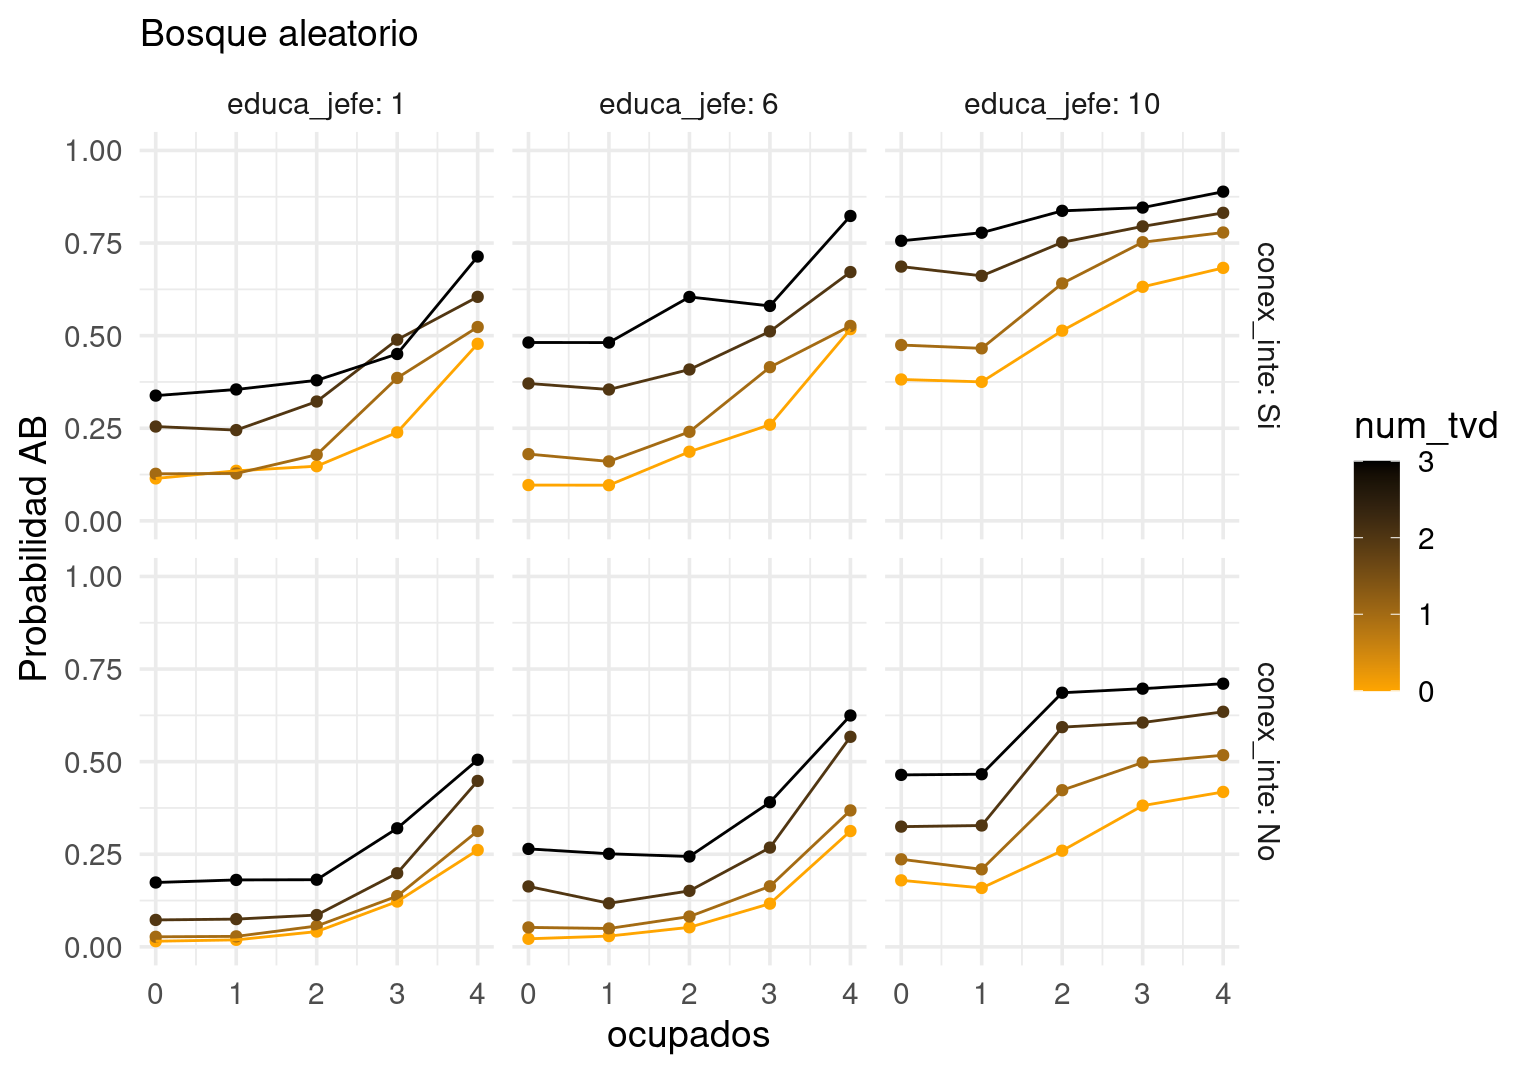 Bosque aleatorio
educa_jefe: 1
educa_jefe: 6
educa_jefe: 10
Probabilidad AB
1.00
0.75
0.50
0.25
0.00
conex_inte: Si
1.00
0.75
0.50
0.25
0.00
conex_inte: No
0 1 2 3 4
0 1 2 3 4
0 1 2 3 4
ocupados
num_tvd
3
2
1
0